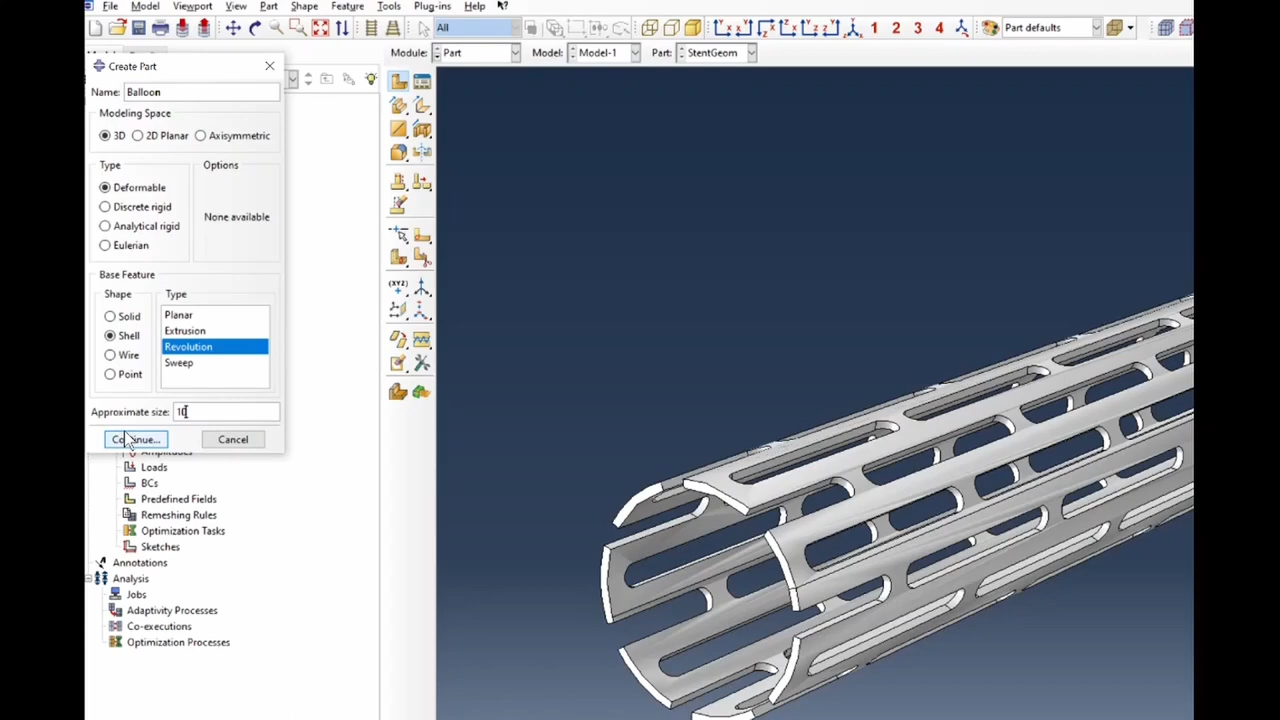 File Model Viewport View Part Shape Feature Tools Plug-ins Help
All 1 2 3 4 Part defaults
Module: Part Model: Model-1 Part: StentGeom
Create Part
Name: Balloon
Modeling Space
3D 2D Planar Axisymmetric
Type Options
Deformable
Discrete rigid
None available
Analytical rigid
Eulerian
Base Feature
Shape Type
Solid Planar
Shell Extrusion
Wire Revolution
Point Sweep
Approximate size: 10
Continue... Cancel
Amplitudes
Loads
BCs
Predefined Fields
Remeshing Rules
Optimization Tasks
Sketches
Annotations
Analysis
Jobs
Adaptivity Processes
Co-executions
Optimization Processes
(XYZ)